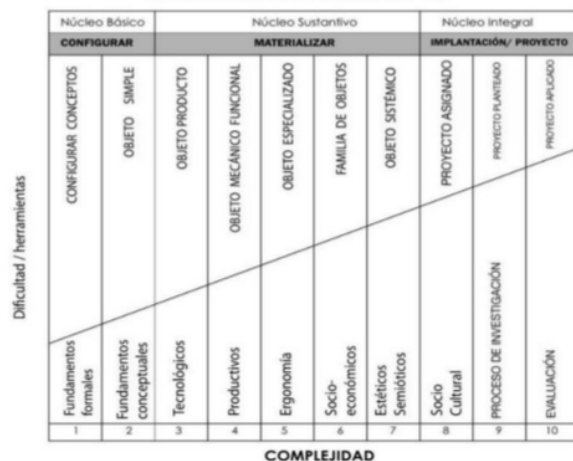 Núcleo Básico
Núcleo Sustantivo
Núcleo Integral
CONFIGURAR
MATERIALIZAR
IMPLANTACIÓN/ PROYECTO
Dificultad / herramientas
CONFIGURAR CONCEPTOS
OBJETO SIMPLE
OBJETO PRODUCTO
OBJETO MECÁNICO FUNCIONAL
OBJETO ESPECIALIZADO
FAMILIA DE OBJETOS
OBJETO SISTÉMICO
PROYECTO ASIGNADO
PROYECTO PLANTEADO
PROYECTO APLICADO
Fundamentos
formales
Fundamentos
conceptuales
Tecnológicos
Productivos
Ergonomía
Socio-
económicos
Estéticos
Semióticos
Socio
Cultural
PROCESO DE INVESTIGACIÓN
EVALUACIÓN
1
2
3
4
5
6
7
8
9
10
COMPLEJIDAD